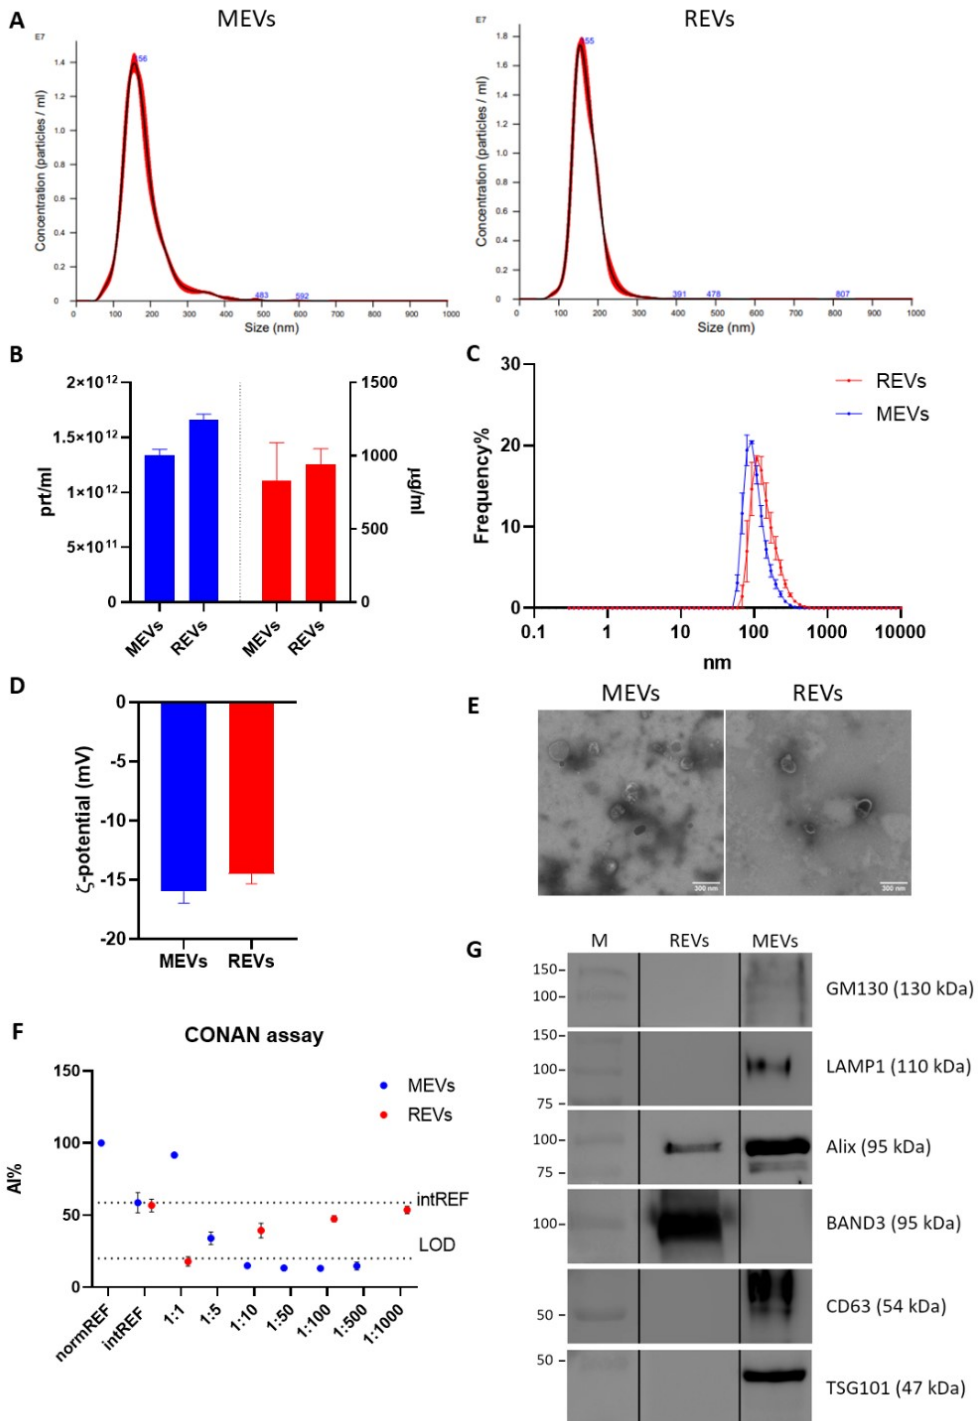 A
MEVs
REVs
E7
Concentration (particles / ml)
1.4
1.2
1.0
0.8
0.6
0.4
0.2
0
56
483
592
0 100 200 300 400 500 600 700 800 900 1000
Size (nm)
E7
Concentration (particles / ml)
1.8
1.6
1.4
1.2
1.0
0.8
0.6
0.4
0.2
0
55
391
478
807
0 100 200 300 400 500 600 700 800 900 1000
Size (nm)
B
prt/ml
2×10¹²
1.5×10¹²
1×10¹²
5×10¹¹
0
1500
1000
500
0
µg/ml
MEVs
REVs
MEVs
REVs
C
Frequency%
30
20
10
0
REVs
MEVs
0.1 1 10 100 1000 10000
nm
D
ζ-potential (mV)
0
-5
-10
-15
-20
MEVs REVs
E
MEVs
REVs
300 nm
300 nm
F
CONAN assay
AI%
150
100
50
0
MEVs
REVs
intREF
LOD
normREF
intREF
1:1
1:5
1:10
1:50
1:100
1:500
1:1000
G
M REVs MEVs
150
100
GM130 (130 kDa)
150
100
75
LAMP1 (110 kDa)
100
75
Alix (95 kDa)
100
BAND3 (95 kDa)
50
CD63 (54 kDa)
50
TSG101 (47 kDa)